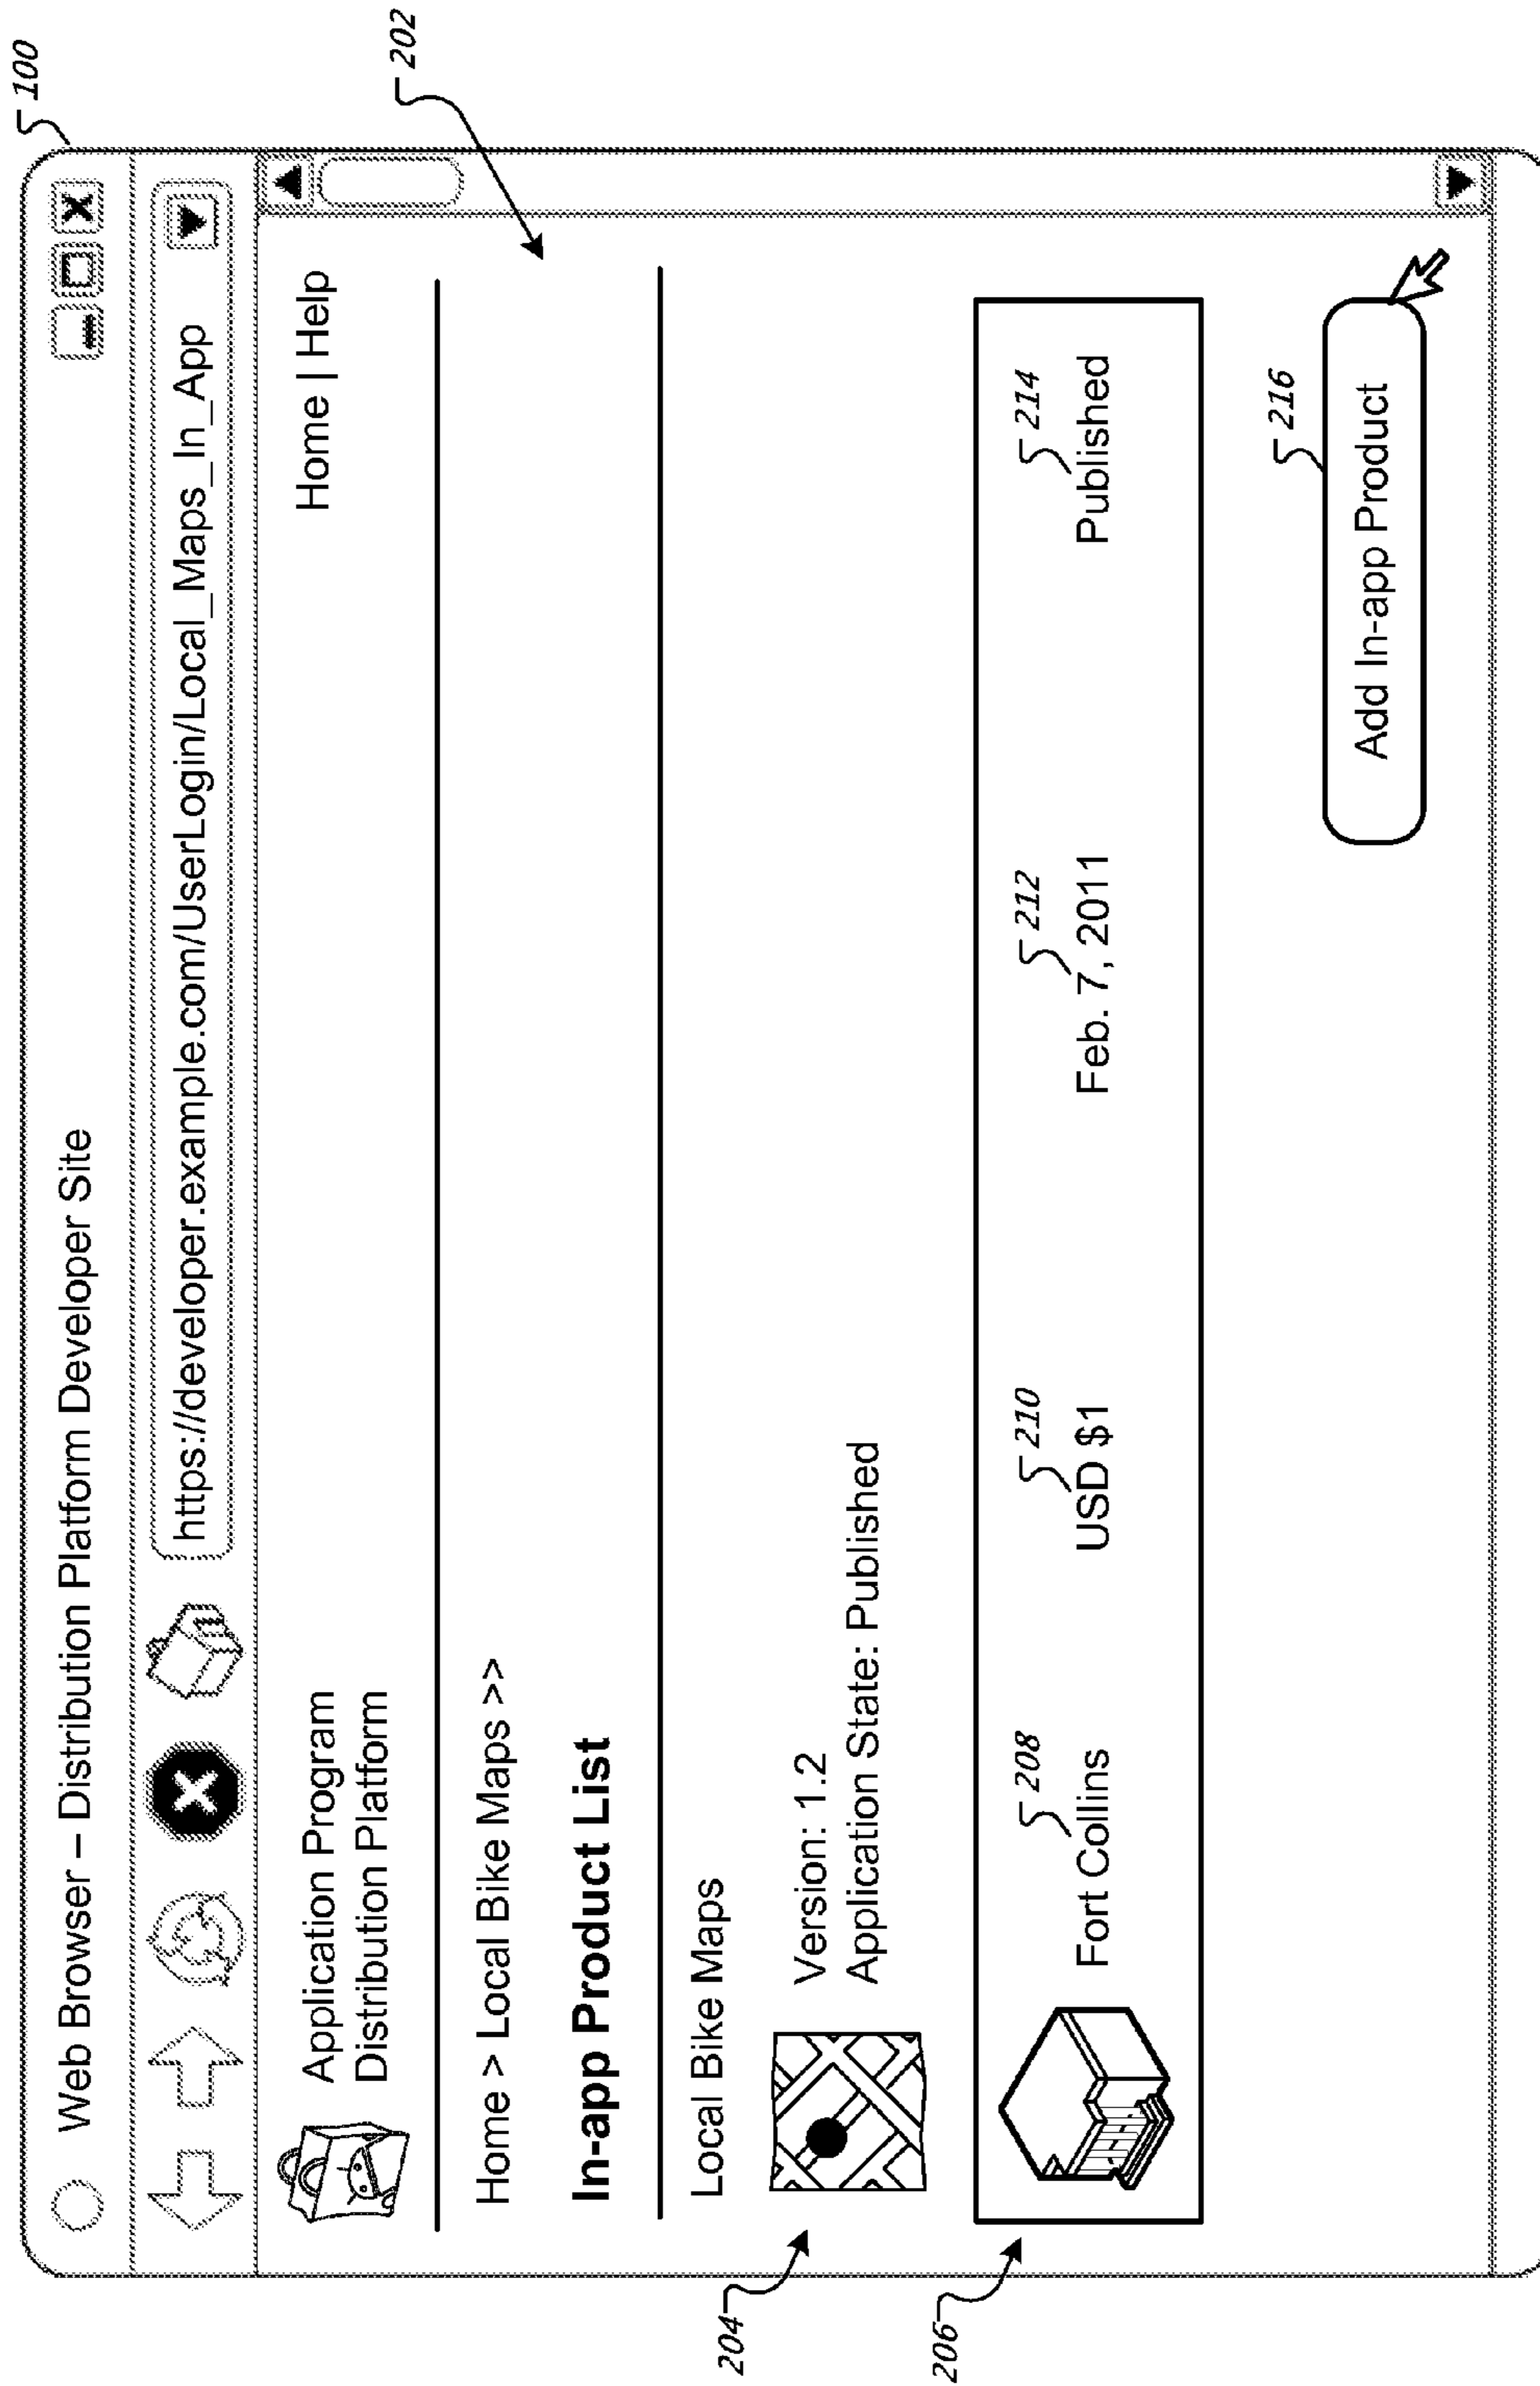 100
Web Browser – Distribution Platform Developer Site
https://developer.example.com/UserLogin/Local_Maps_In_App
Application Program
Distribution Platform
Home | Help
Home > Local Bike Maps >>
202
In-app Product List
Local Bike Maps
204
Version: 1.2
Application State: Published
206
208
210
212
214
Fort Collins
USD $1
Feb. 7, 2011
Published
216
Add In-app Product